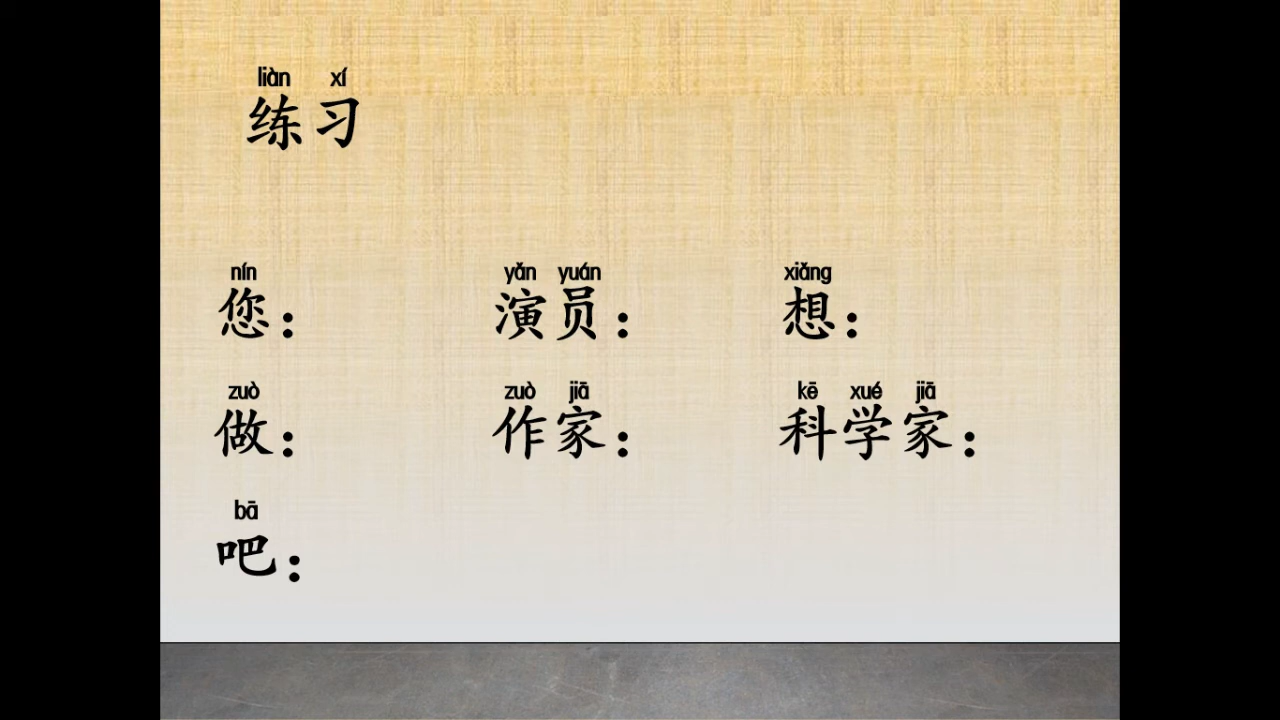 liàn xí
练习
nín yǎn yuán xiǎng
您： 演员： 想：
zuò zuò jiā kē xué jiā
做： 作家： 科学家：
bā
吧：